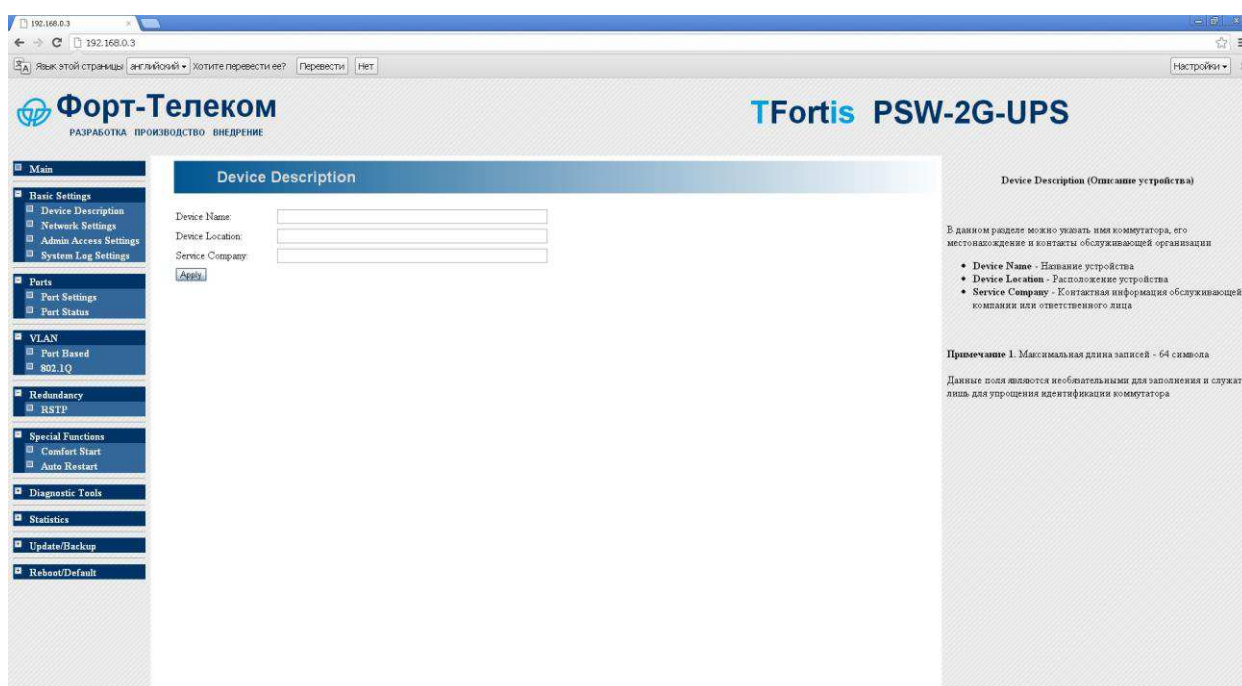 192.168.0.3
192.168.0.3
Язык этой страницы английский Хотите перевести ее? Перевести Нет Настройки
Форт-Телеком
РАЗРАБОТКА ПРОИЗВОДСТВО ВНЕДРЕНИЕ
TFortis PSW-2G-UPS
Main
Basic Settings
Device Description
Network Settings
Admin Access Settings
System Log Settings
Ports
Port Settings
Port Status
VLAN
Port Based
802.1Q
Redundancy
RSTP
Special Functions
Comfort Start
Auto Restart
Diagnostic Tools
Statistics
Update/Backup
Reboot/Default
Device Description
Device Name:
Device Location:
Service Company:
Apply
Device Description (Описание устройства)
В данном разделе можно указать имя коммутатора, его
местонахождение и контакты обслуживающей организации
Device Name - Название устройства
Device Location - Расположение устройства
Service Company - Контактная информация обслуживающей
компании или ответственного лица
Примечание 1. Максимальная длина записей - 64 символа
Данные поля являются необязательными для заполнения и служат
лишь для упрощения идентификации коммутатора